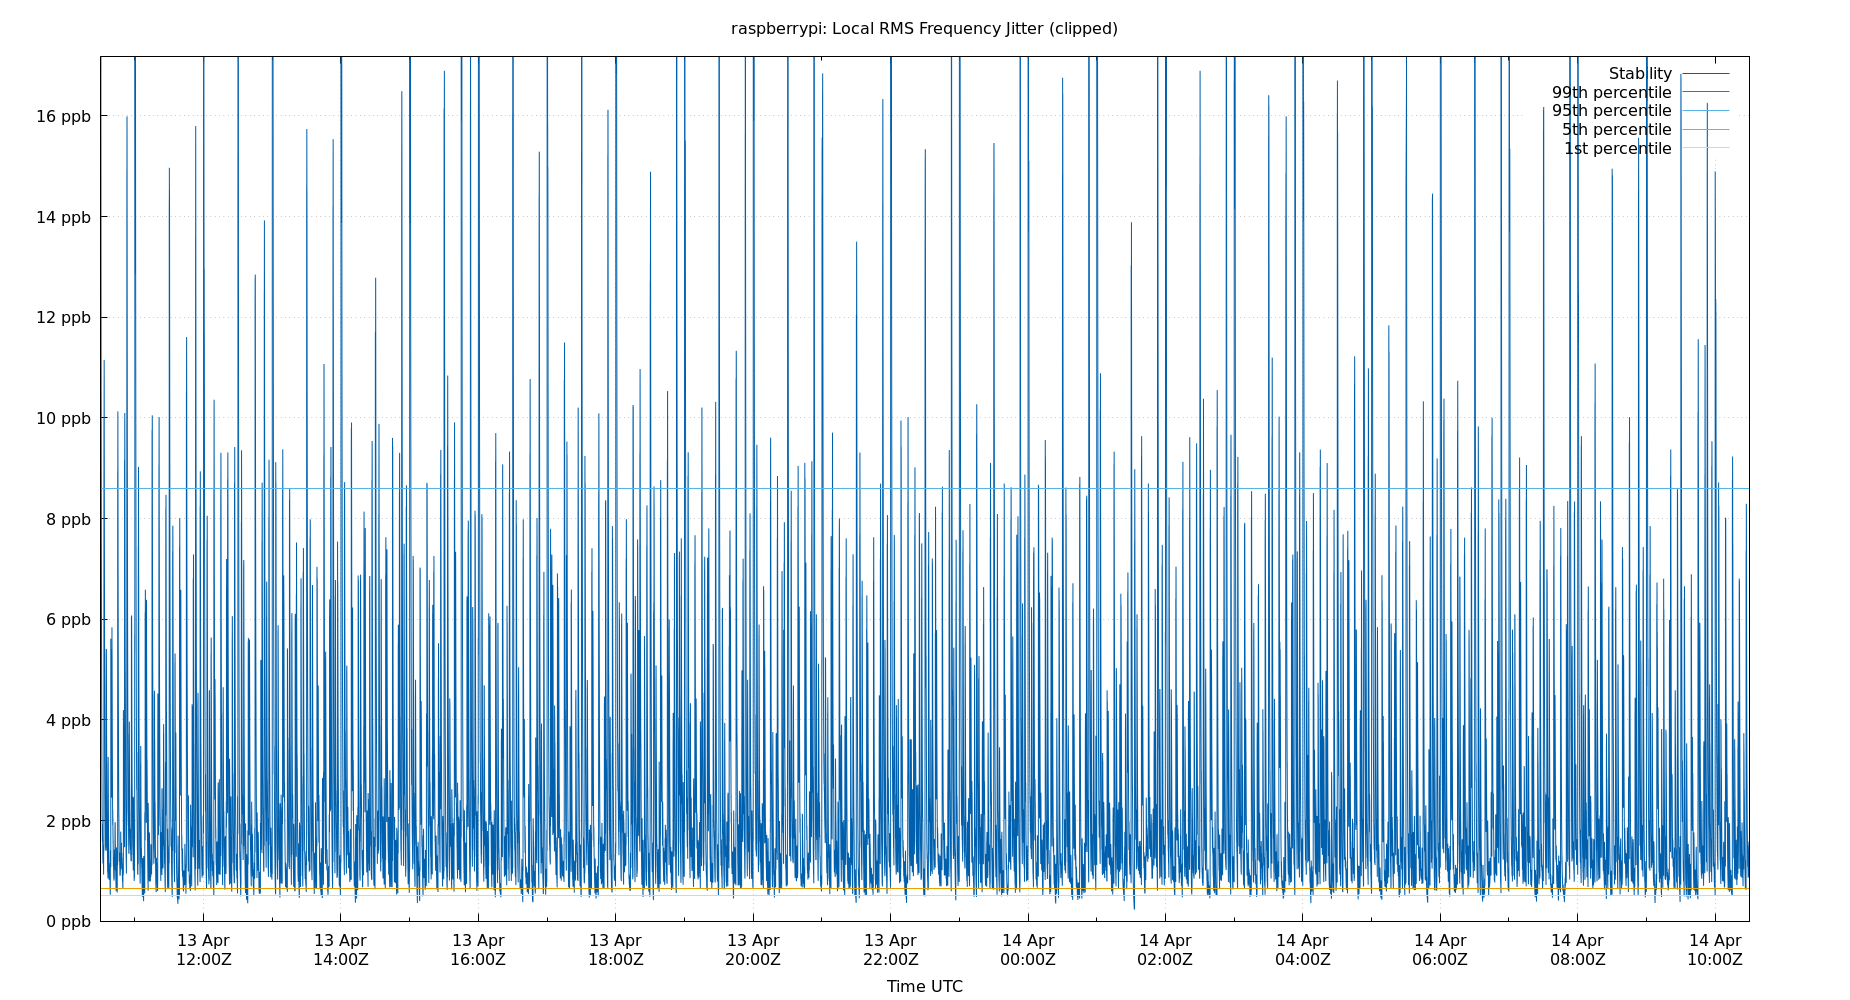 raspberrypi: Local RMS Frequency Jitter (clipped)
Stability
99th percentile
95th percentile
5th percentile
1st percentile
16 ppb
14 ppb
12 ppb
10 ppb
8 ppb
6 ppb
4 ppb
2 ppb
0 ppb
13 Apr 13 Apr 13 Apr 13 Apr 13 Apr 13 Apr 14 Apr 14 Apr 14 Apr 14 Apr 14 Apr 14 Apr
12:00Z 14:00Z 16:00Z 18:00Z 20:00Z 22:00Z 00:00Z 02:00Z 04:00Z 06:00Z 08:00Z 10:00Z
Time UTC